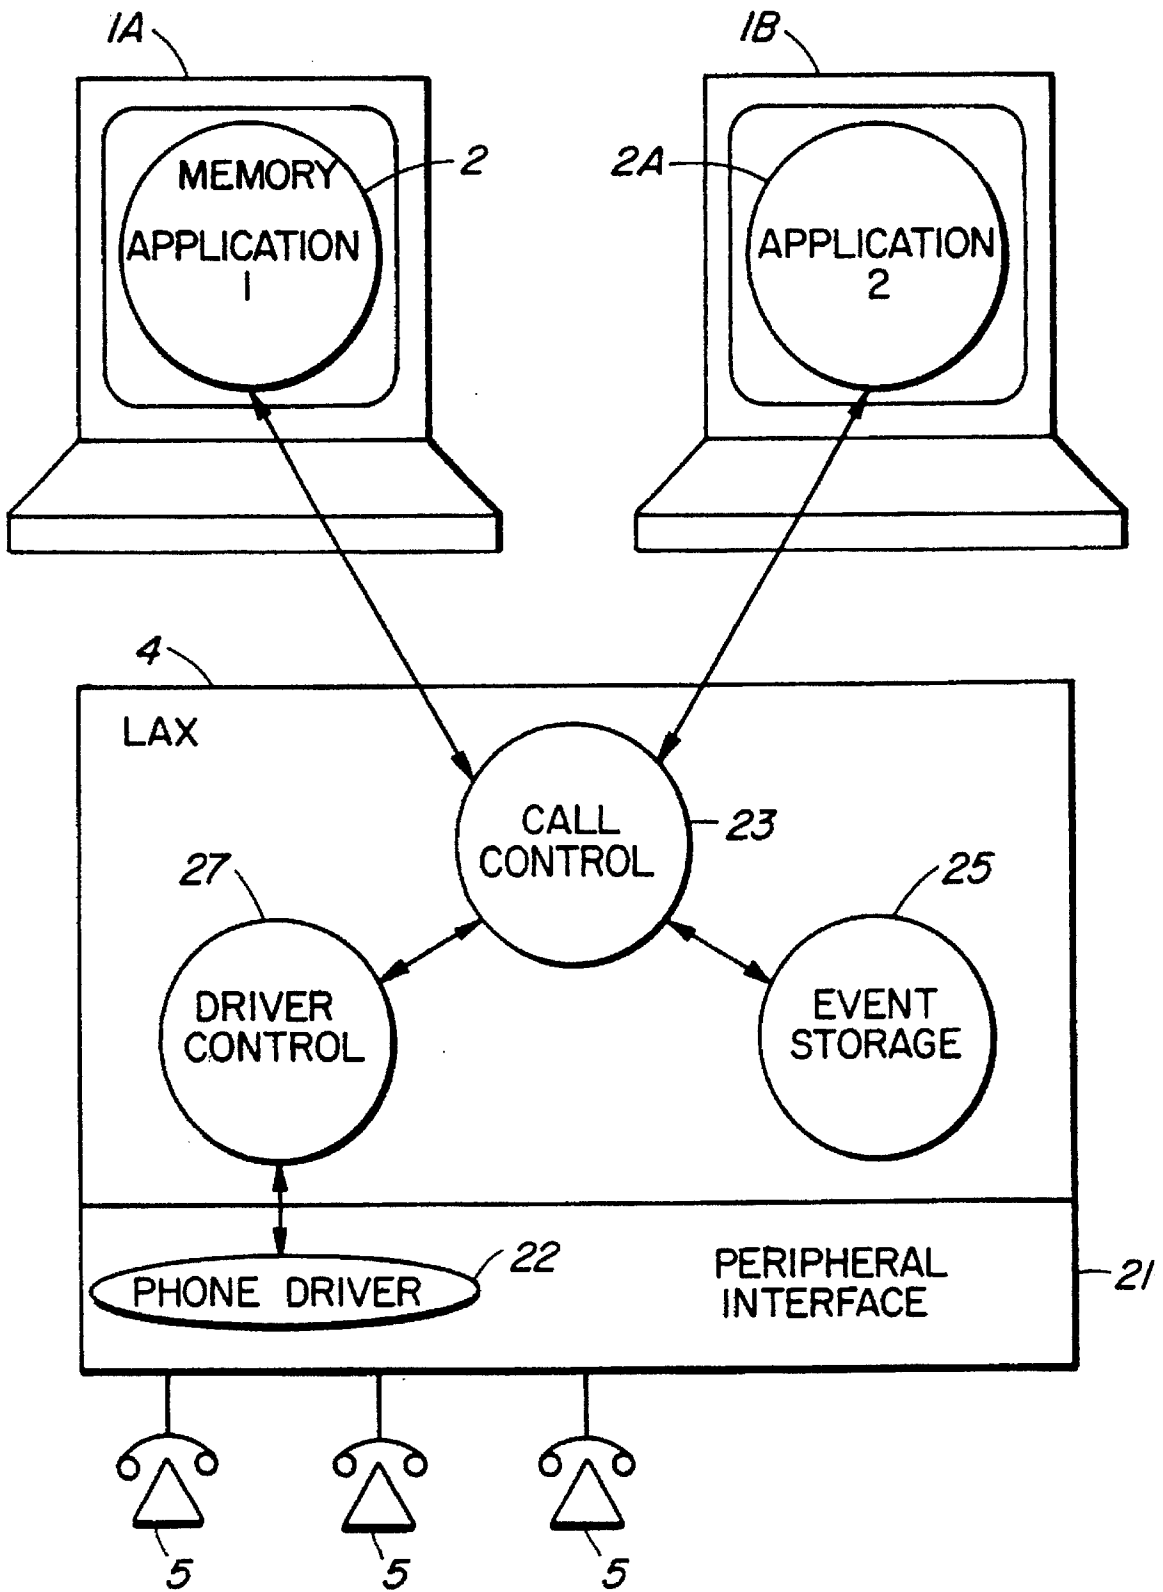 1A
1B
MEMORY
2
APPLICATION
1
2A
APPLICATION
2
4
LAX
CALL
CONTROL
23
27
25
DRIVER
CONTROL
EVENT
STORAGE
PHONE DRIVER
22
PERIPHERAL
INTERFACE
21
5
5
5